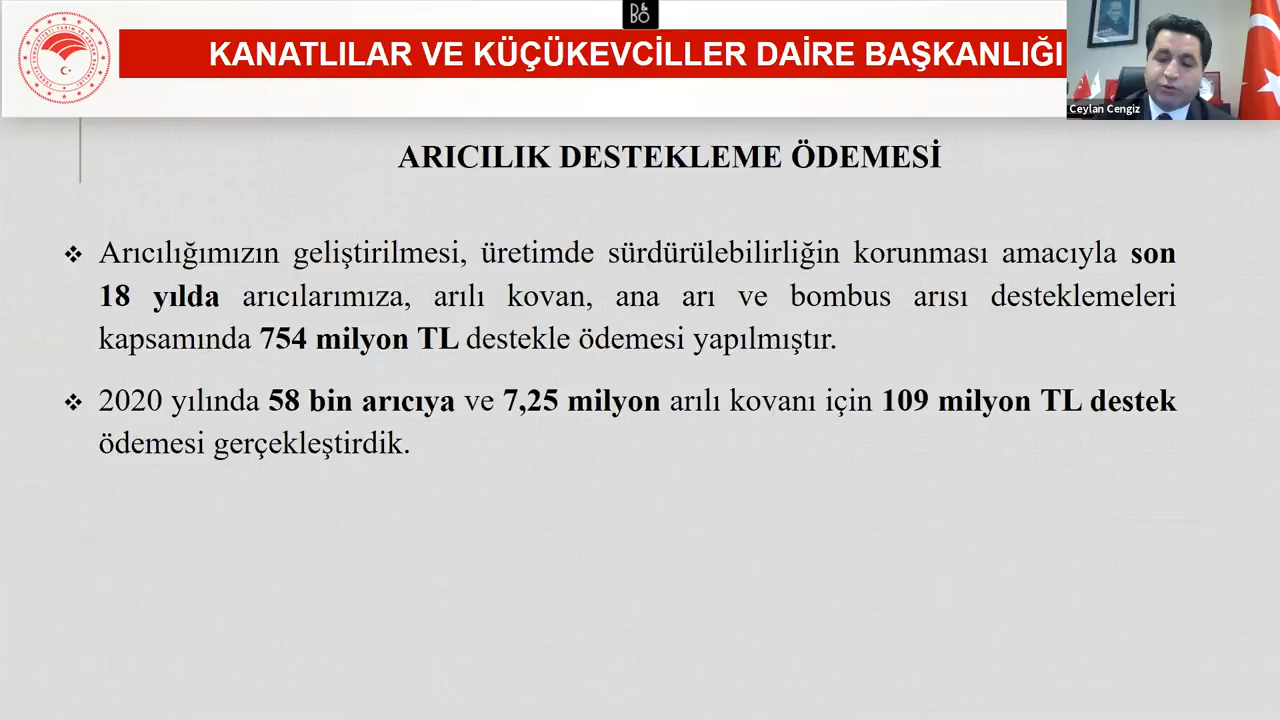 KANATLILAR VE KÜÇÜKEVCİLLER DAİRE BAŞKANLIĞI
Ceylan Cengiz
ARICILIK DESTEKLEME ÖDEMESİ
❖ Arıcılığımızın geliştirilmesi, üretimde sürdürülebilirliğin korunması amacıyla son
18 yılda arıcılarımıza, arılı kovan, ana arı ve bombus arısı desteklemeleri
kapsamında 754 milyon TL destekle ödemesi yapılmıştır.
❖ 2020 yılında 58 bin arıcıya ve 7,25 milyon arılı kovanı için 109 milyon TL destek
ödemesi gerçekleştirdik.